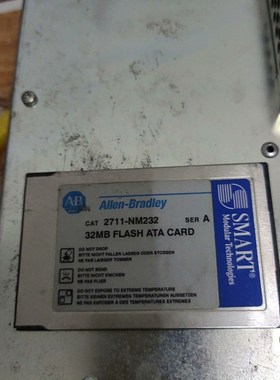 AB
Allen-Bradley
CAT 2711-NM232 SER A
32MB FLASH ATA CARD
DO NOT DROP
BITTE NICHT FALLEN LASSEN ODER STOSSEN
NE PAS LAISSER TOMBER
DO NOT BEND
BITTE NICHT KNICKEN
NE PAS PLIER
DO NOT EXPOSE TO EXTREME TEMPERATURES
BITTE KEINEN EXTREMEN TEMPERATUREN AUSSETZEN
NE PAS EXPOSER A DES TEMPERATURES EXTREMES
SMART
Modular Technologies